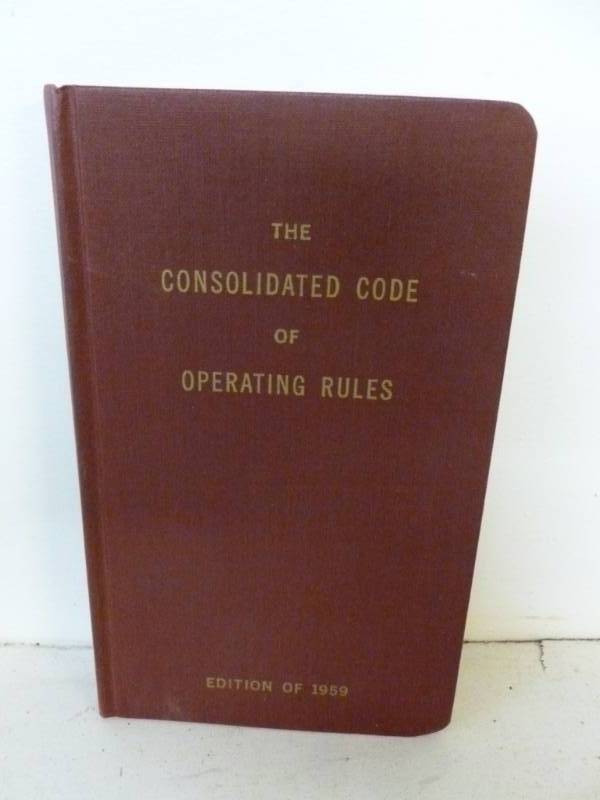 THE
CONSOLIDATED CODE
OF
OPERATING RULES
EDITION OF 1959